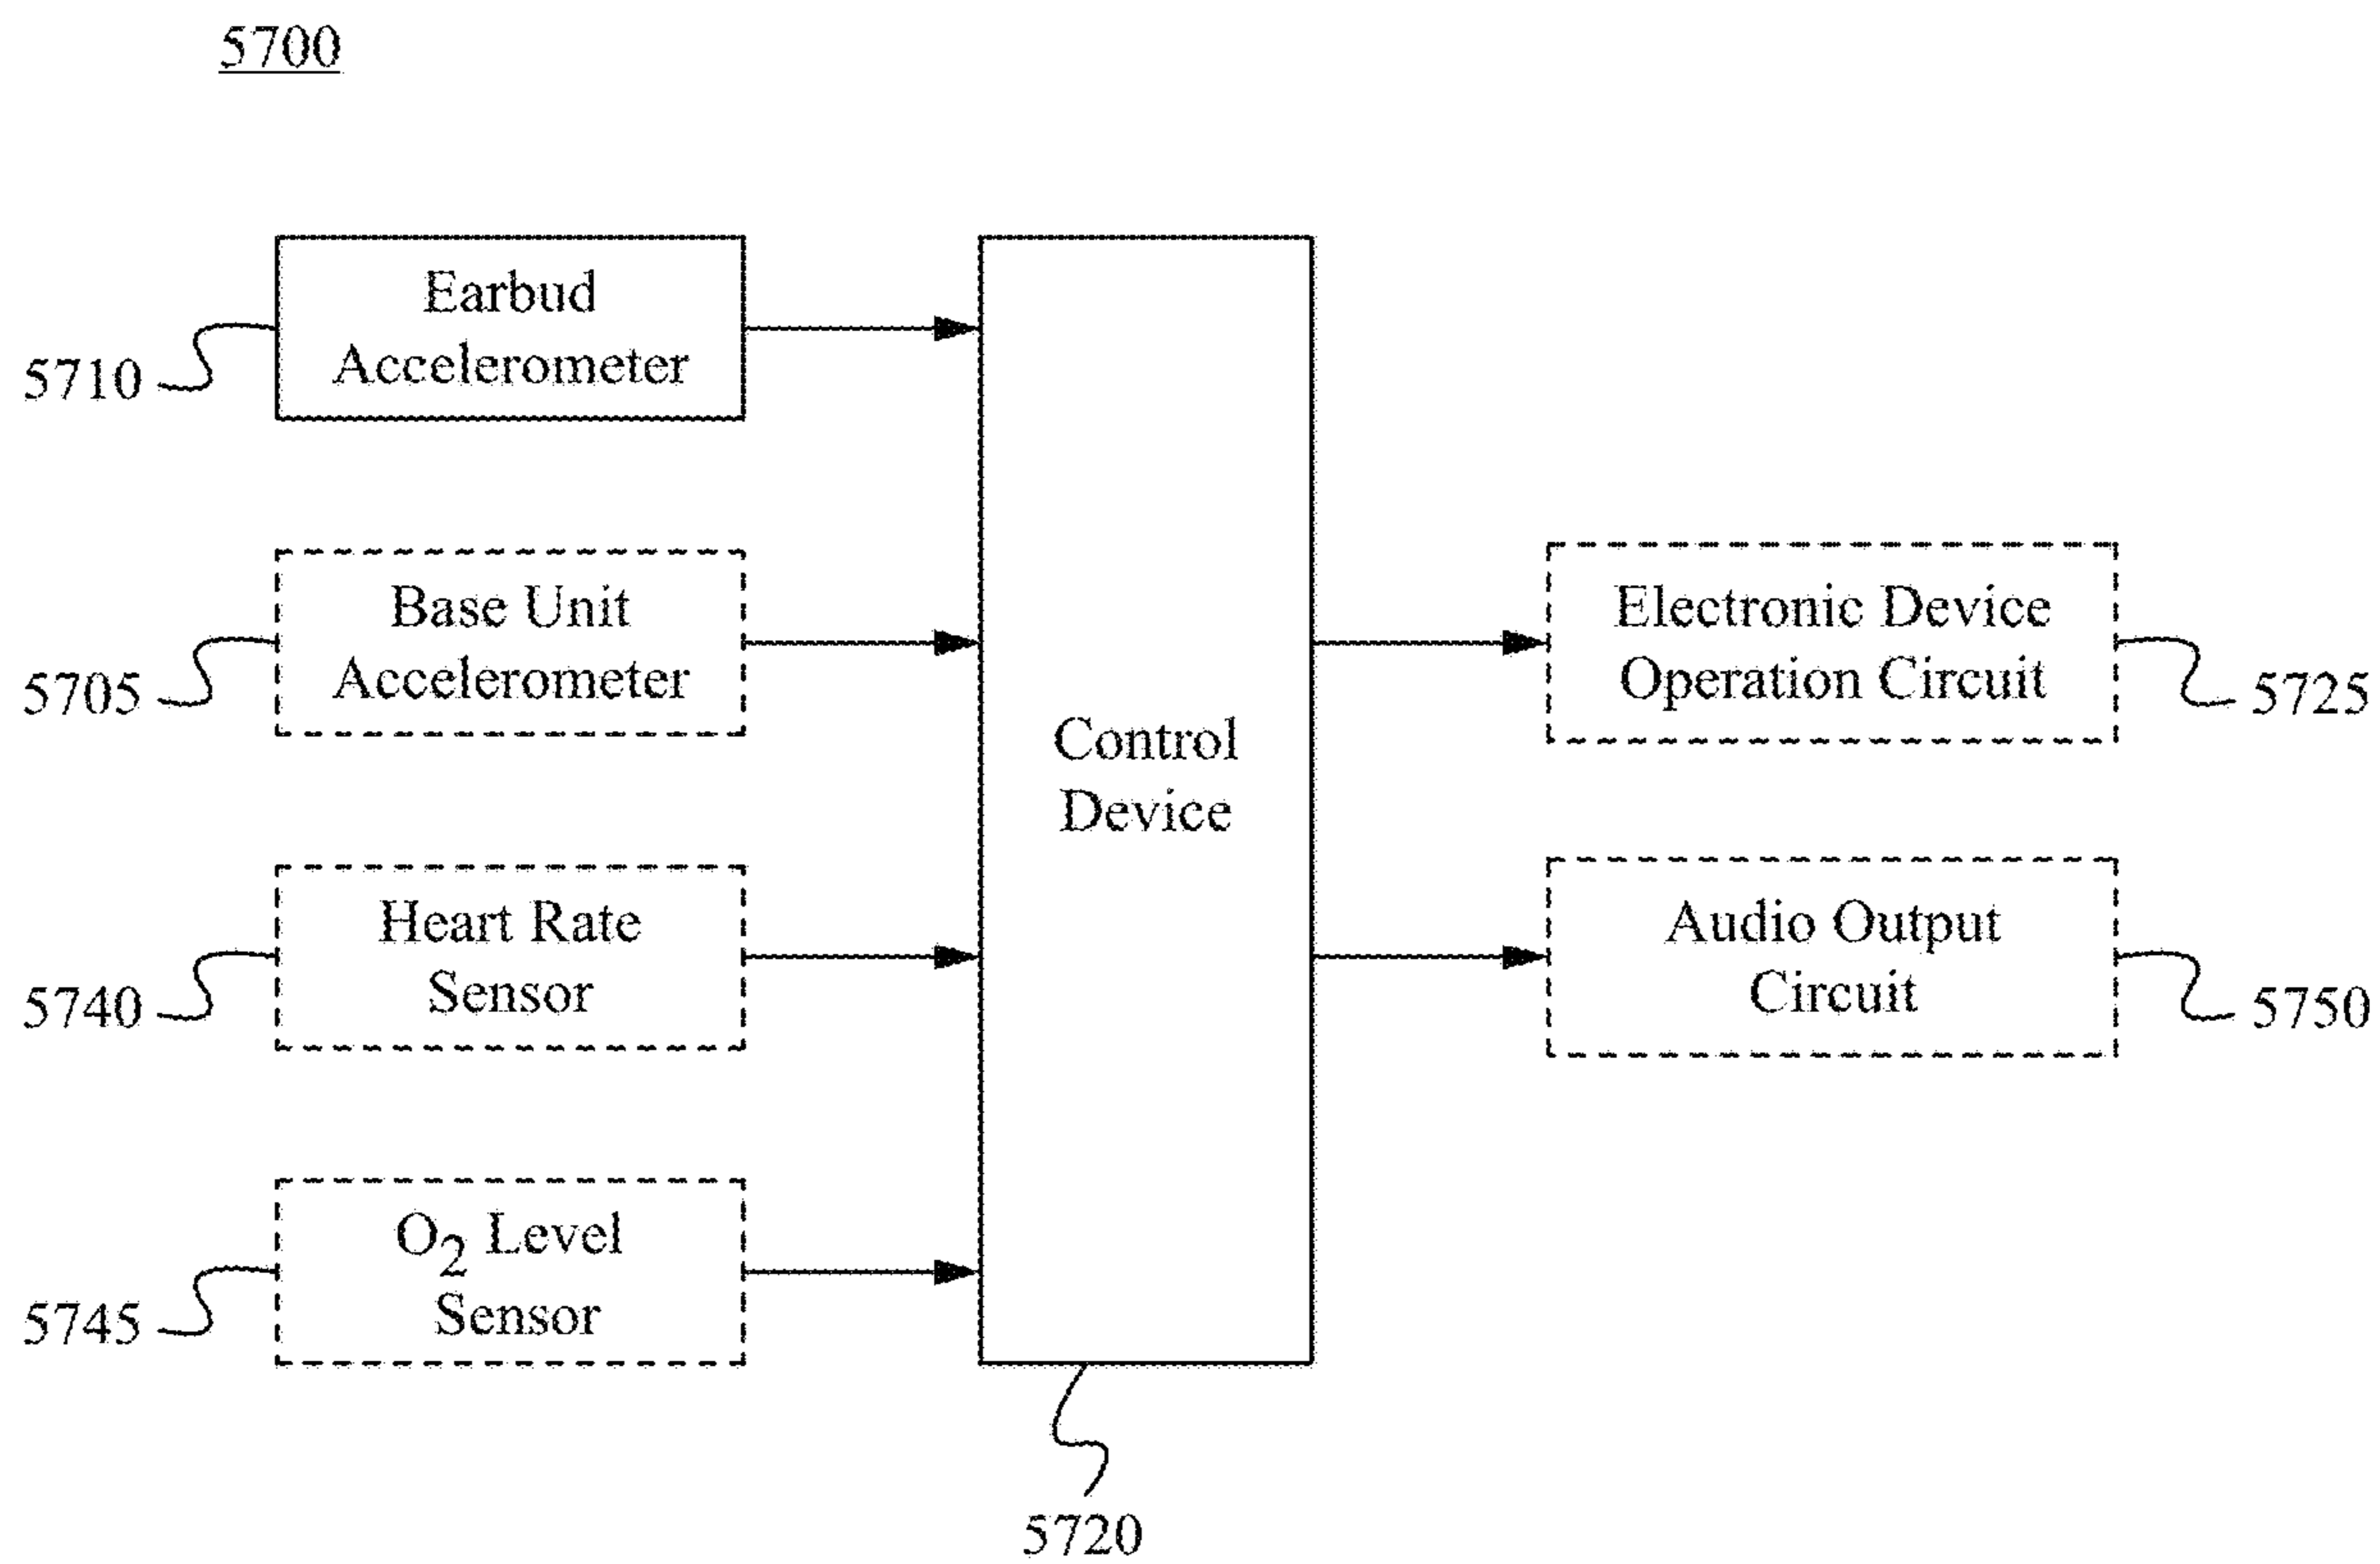 5700
Earbud
Accelerometer
5710
Base Unit
Accelerometer
5705
Heart Rate
Sensor
5740
O₂ Level
Sensor
5745
Control
Device
5720
Electronic Device
Operation Circuit
5725
Audio Output
Circuit
5750